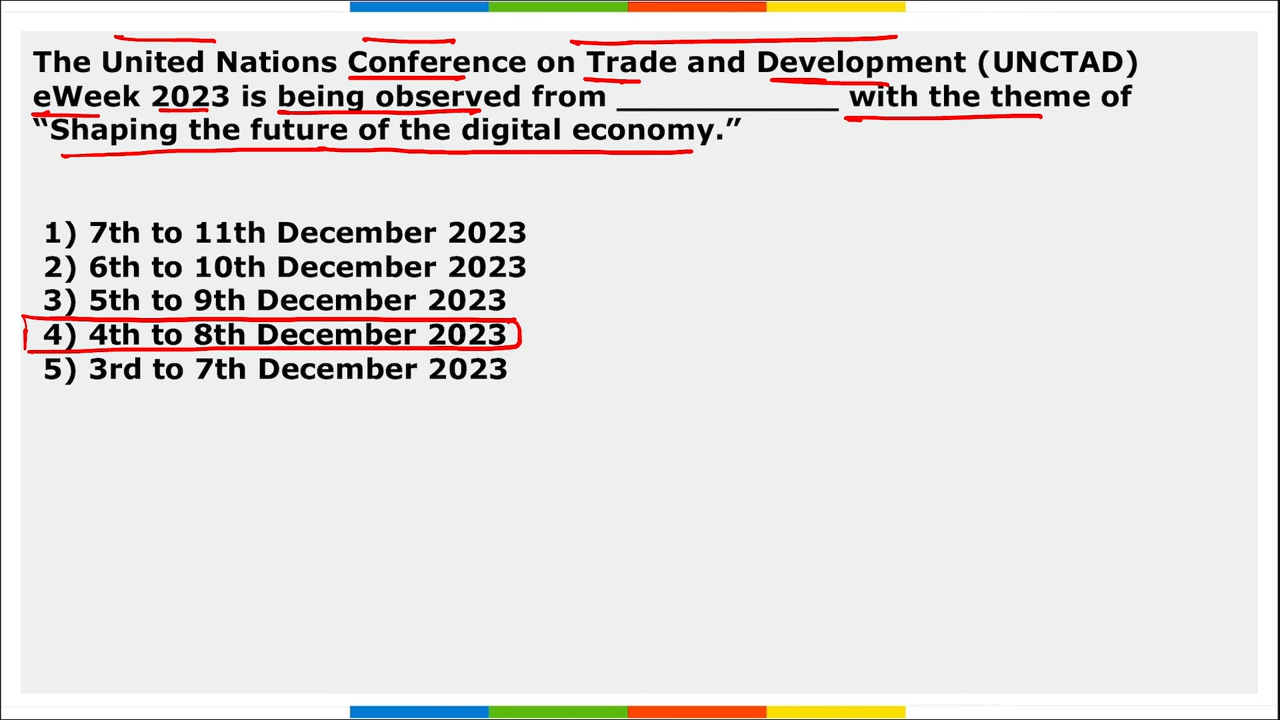 The United Nations Conference on Trade and Development (UNCTAD)
eWeek 2023 is being observed from ______________ with the theme of
“Shaping the future of the digital economy.”
1) 7th to 11th December 2023
2) 6th to 10th December 2023
3) 5th to 9th December 2023
4) 4th to 8th December 2023
5) 3rd to 7th December 2023